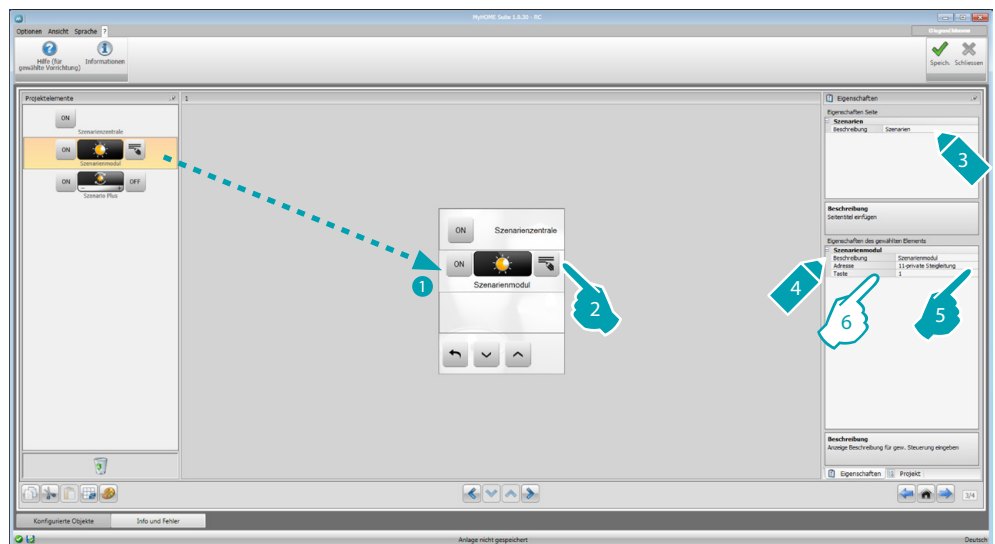 MyHOME Suite 1.0.30 - RC
Optionen Ansicht Sprache ?
Hilfe (für gewählte Vorrichtung)
Informationen
Speich. Schliessen
Projektelemente
1
ON
Szenarienzentrale
ON
Szenarienmodul
ON
OFF
Szenario Plus
ON Szenarienzentrale
ON
Szenarienmodul
1
2
Eigenschaften
Eigenschaften Seite
Szenarien
Beschreibung Szenarien
3
Beschreibung
Seitentitel einfügen
Eigenschaften des gewählten Elements
Szenarienmodul
Beschreibung Szenarienmodul
Adresse 11-private Steigleitung
Taste 1
4
5
6
Beschreibung
Anzeige Beschreibung für gew. Steuerung eingeben
Eigenschaften Projekt
3/4
Konfigurierte Objekte Info und Fehler
Anlage nicht gespeichert
Deutsch